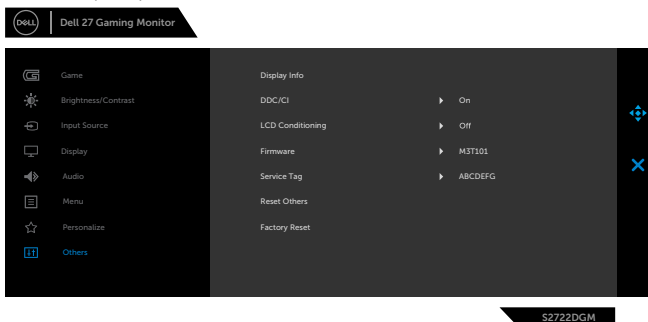 DELL
Dell 27 Gaming Monitor
Game
Display Info
Brightness/Contrast
DDC/CI
On
Input Source
LCD Conditioning
Off
Display
Firmware
M3T101
Audio
Service Tag
ABCDEFG
Menu
Reset Others
Personalize
Factory Reset
Others
S2722DGM